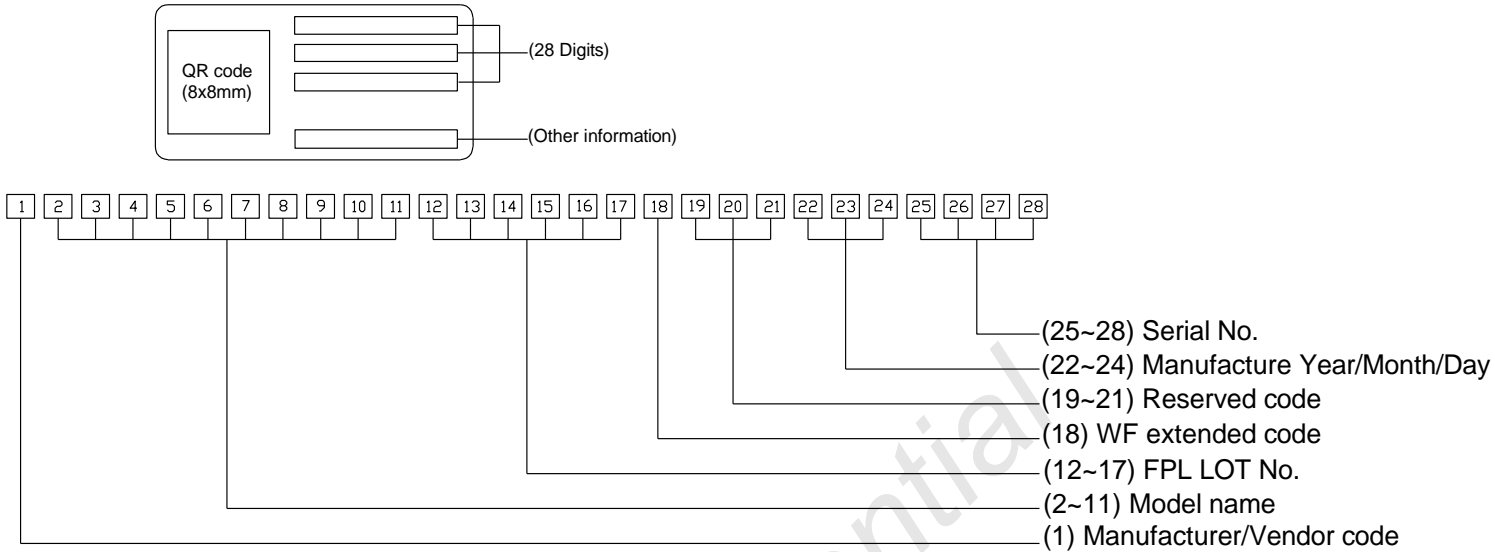 QR code
(8x8mm)
(28 Digits)
(Other information)
1 2 3 4 5 6 7 8 9 10 11 12 13 14 15 16 17 18 19 20 21 22 23 24 25 26 27 28
(25~28) Serial No.
(22~24) Manufacture Year/Month/Day
(19~21) Reserved code
(18) WF extended code
(12~17) FPL LOT No.
(2~11) Model name
(1) Manufacturer/Vendor code
ntial